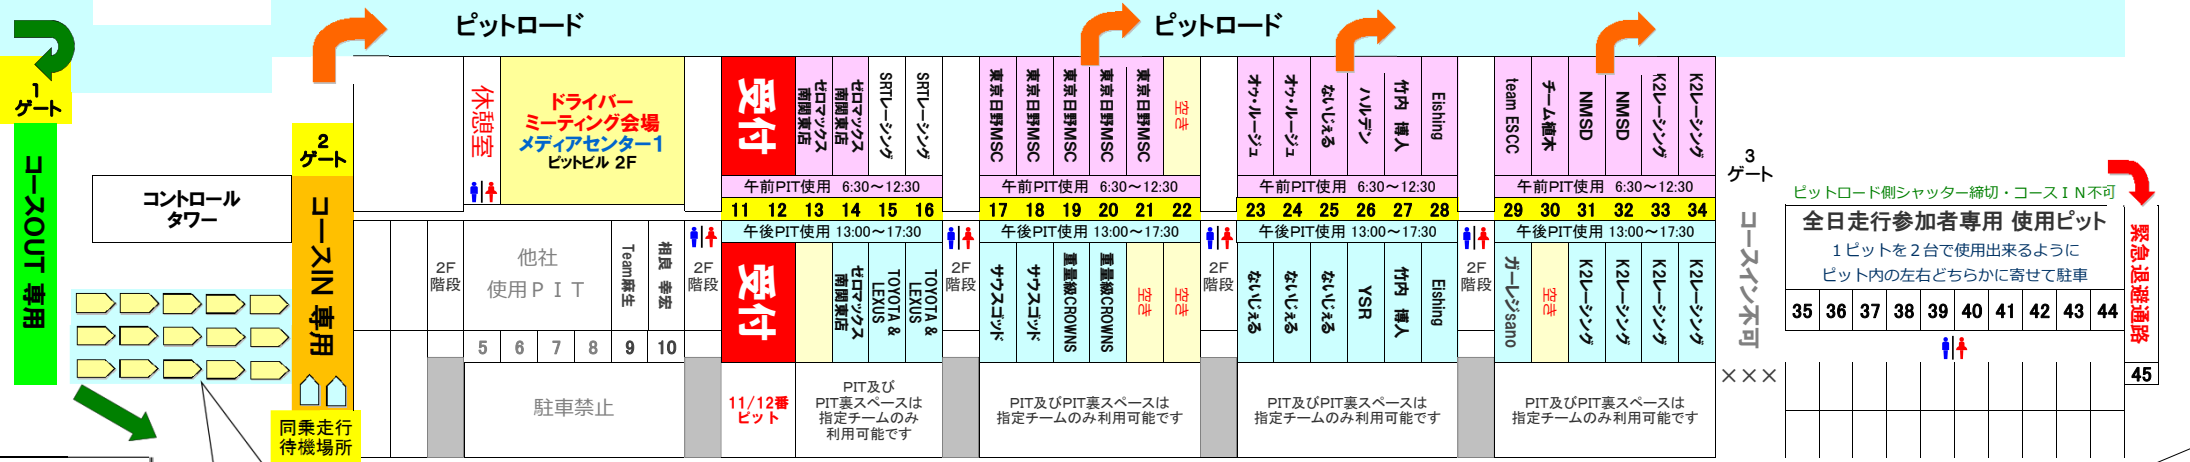 ピットロード
ピットロード
1
ゲート
コースOUT 専用
コントロール
タワー
2
ゲート
コースIN 専用
同乗走行
待機場所
休憩室
ドライバー
ミーティング会場
メディアセンター1
ピットビル 2F
受付
ゼロマックス
南関東店
ゼロマックス
南関東店
SRTレーシング
SRTレーシング
午前PIT使用 6:30～12:30
11 12 13 14 15 16
午後PIT使用 13:00～17:30
受付
ゼロマックス
南関東店
TOYOTA &
LEXUS
TOYOTA &
LEXUS
11/12番
ピット
PIT及び
PIT裏スペースは
指定チームのみ
利用可能です
2F
階段
他社
使用PIT
Team麻生
相良 幸宏
5 6 7 8 9 10
駐車禁止
2F
階段
2F
階段
東京日野MSC
東京日野MSC
東京日野MSC
東京日野MSC
東京日野MSC
空き
午前PIT使用 6:30～12:30
17 18 19 20 21 22
午後PIT使用 13:00～17:30
サウスゴッド
サウスゴッド
重量級CROWNS
重量級CROWNS
空き
空き
PIT及びPIT裏スペースは
指定チームのみ利用可能です
2F
階段
オゥ・ルージュ
オゥ・ルージュ
ないじぇる
ハルデン
竹内 博人
Eishing
午前PIT使用 6:30～12:30
23 24 25 26 27 28
午後PIT使用 13:00～17:30
ないじぇる
ないじぇる
ないじぇる
YSR
竹内 博人
Eishing
PIT及びPIT裏スペースは
指定チームのみ利用可能です
2F
階段
team ESCC
チーム植木
NMSD
NMSD
K2レーシング
K2レーシング
午前PIT使用 6:30～12:30
29 30 31 32 33 34
午後PIT使用 13:00～17:30
ガーレジsano
空き
K2レーシング
K2レーシング
K2レーシング
K2レーシング
PIT及びPIT裏スペースは
指定チームのみ利用可能です
3
ゲート
コースイン不可
×××
ピットロード側シャッター締切・コースIN不可
全日走行参加者専用 使用ピット
1ピットを2台で使用出来るように
ピット内の左右どちらかに寄せて駐車
35 36 37 38 39 40 41 42 43 44
緊急退避通路
45